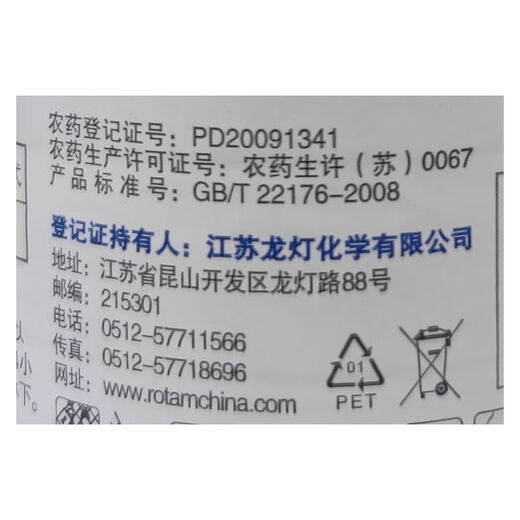 农药登记证号：PD20091341
农药生产许可证号：农药生许（苏）0067
产品标准号：GB/T 22176-2008
登记证持有人：江苏龙灯化学有限公司
地址：江苏省昆山开发区龙灯路88号
邮编：215301
电话：0512-57711566
传真：0512-57718696
网址：www.rotamchina.com
01
PET
式
以
小
下。